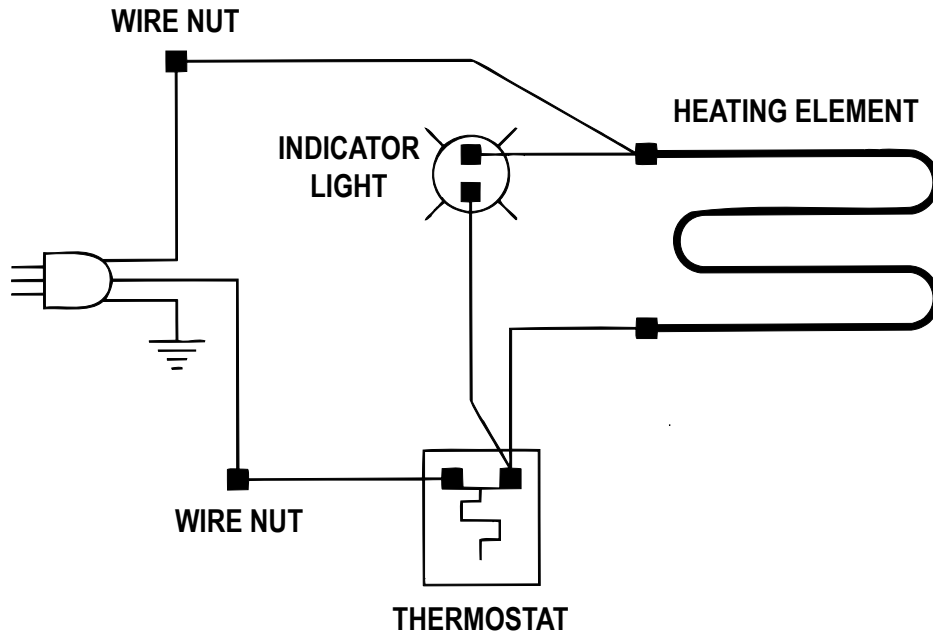 WIRE NUT
HEATING ELEMENT
INDICATOR
LIGHT
WIRE NUT
THERMOSTAT